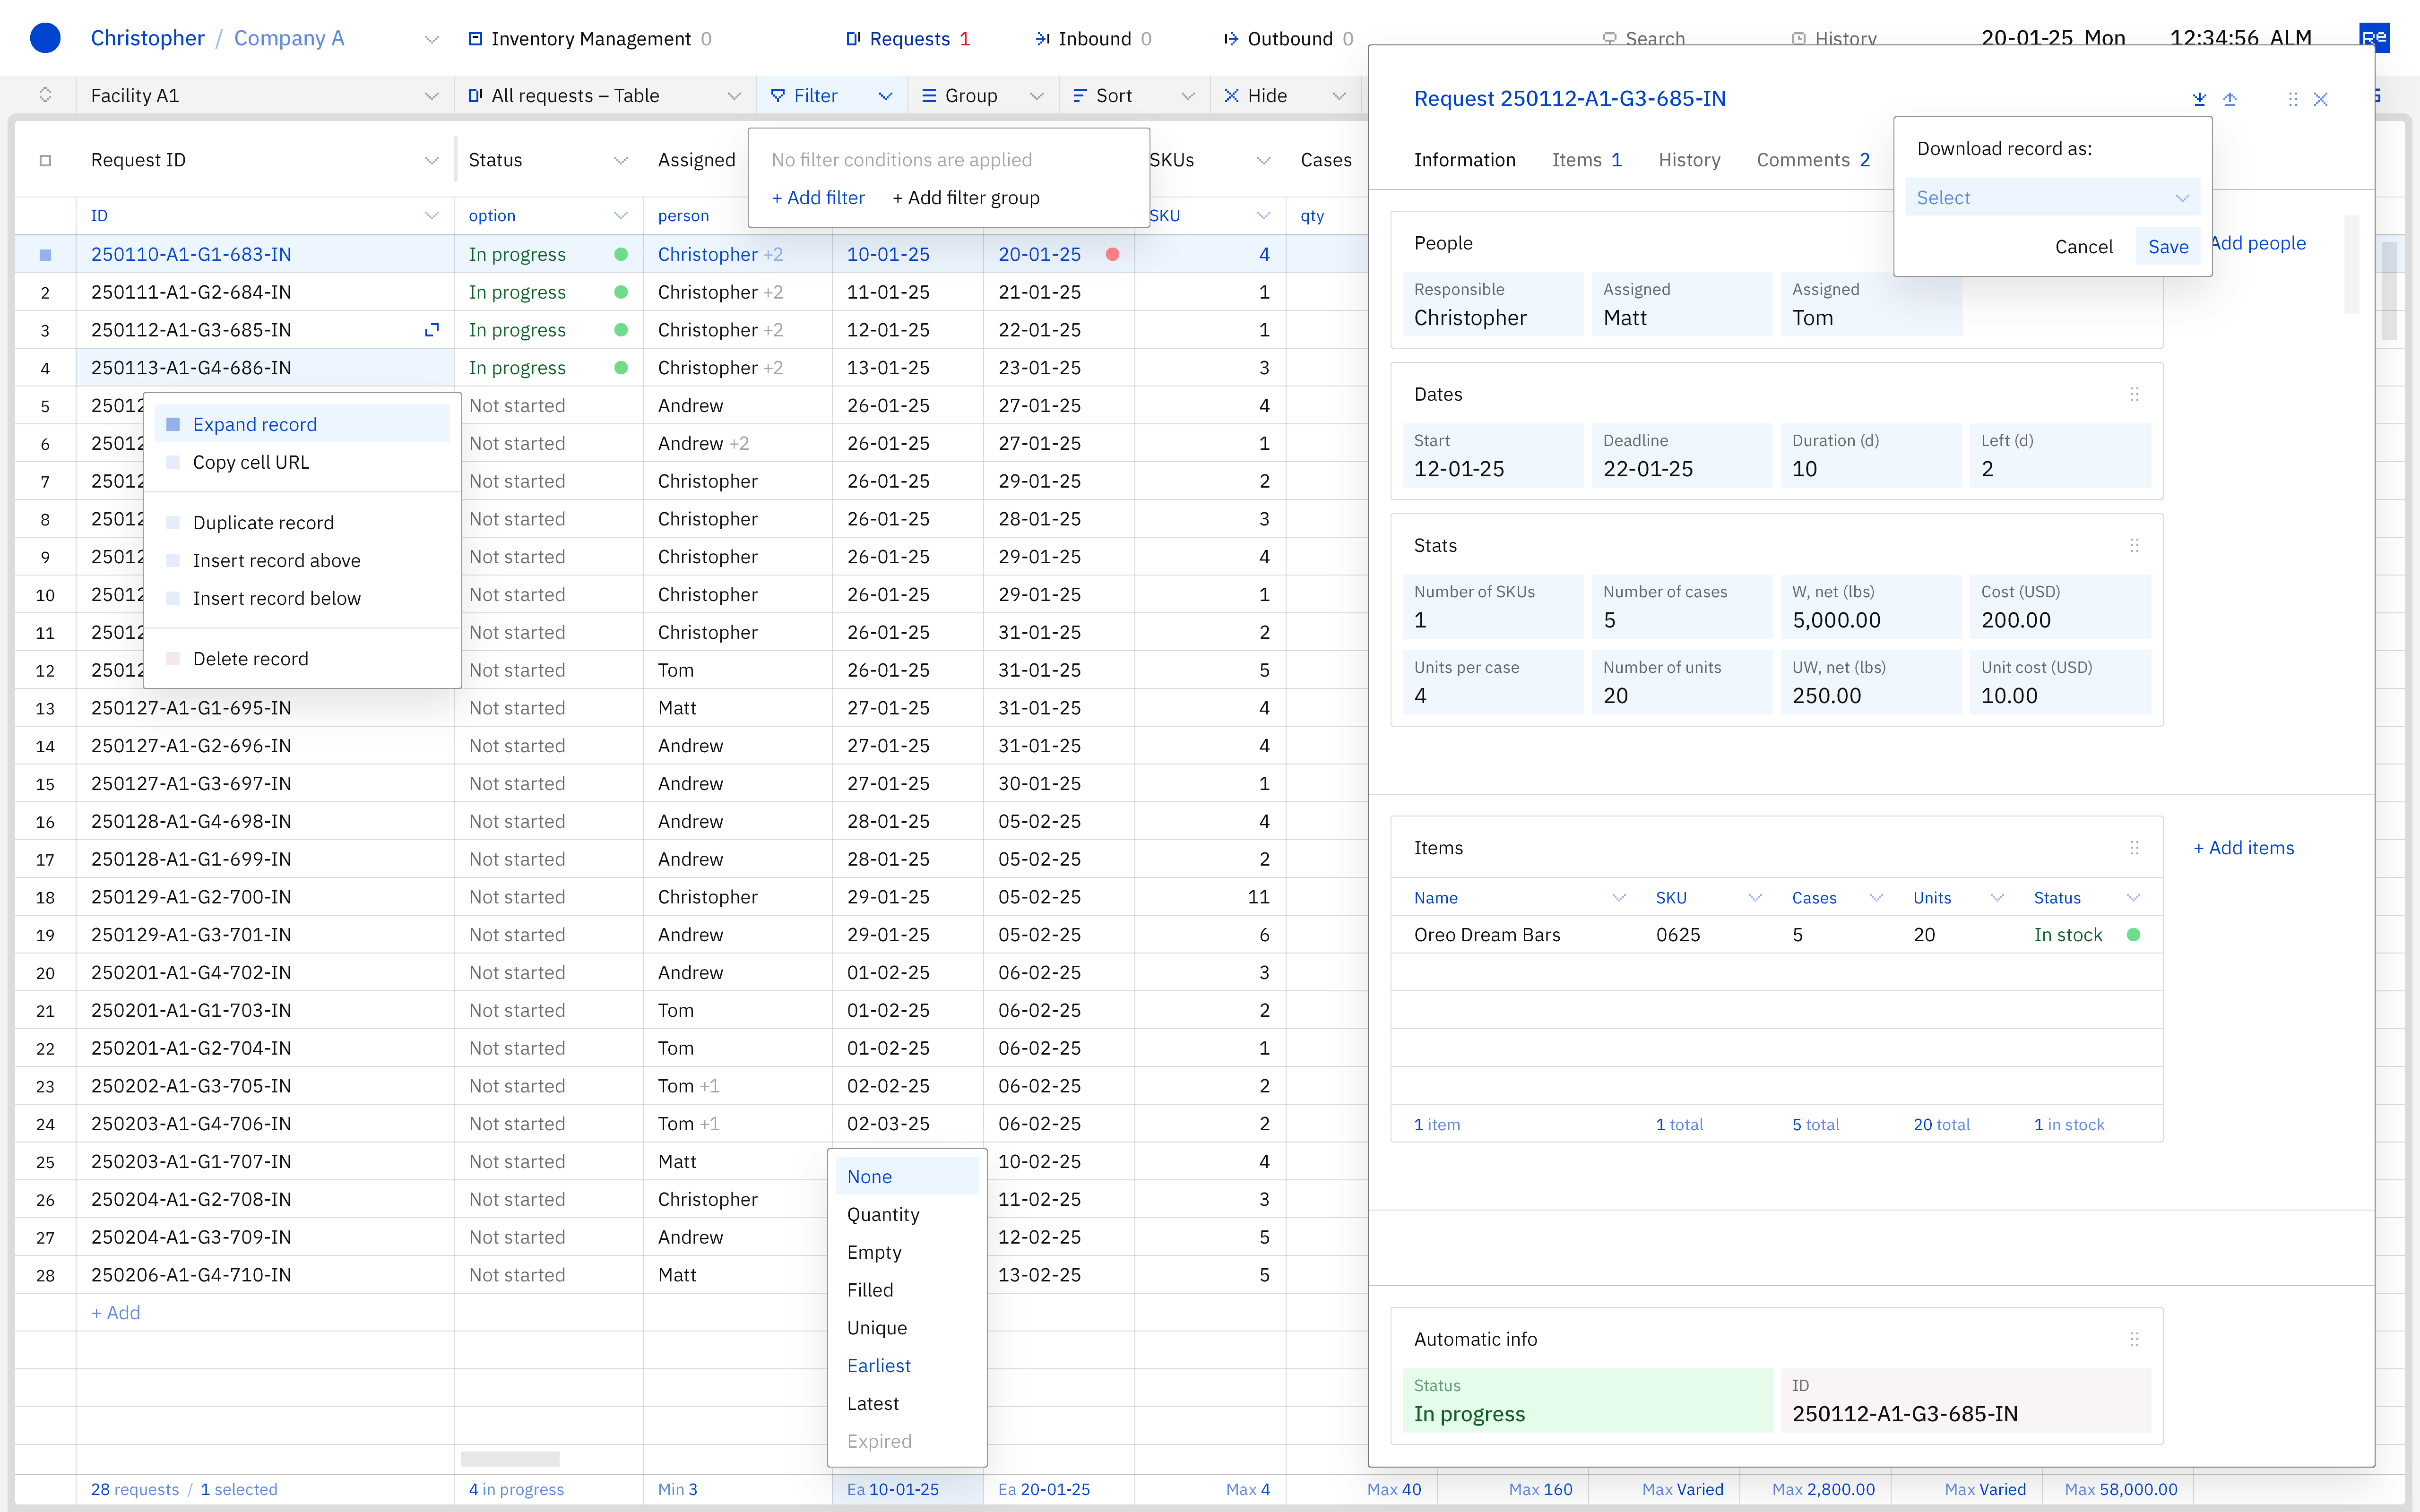 Christopher / Company A Inventory Management 0 Requests 1 Inbound 0 Outbound 0 Search History 20-01-25 Mon 12:34:56 ALM Re
Facility A1 All requests – Table Filter Group Sort Hide
Request ID Status Assigned SKUs Cases
ID option person SKU qty
No filter conditions are applied
+ Add filter + Add filter group
250110-A1-G1-683-IN In progress Christopher +2 10-01-25 20-01-25 4
2 250111-A1-G2-684-IN In progress Christopher +2 11-01-25 21-01-25 1
3 250112-A1-G3-685-IN In progress Christopher +2 12-01-25 22-01-25 1
4 250113-A1-G4-686-IN In progress Christopher +2 13-01-25 23-01-25 3
5 25012 Not started Andrew 26-01-25 27-01-25 4
6 25012 Not started Andrew +2 26-01-25 27-01-25 1
7 25012 Not started Christopher 26-01-25 29-01-25 2
8 25012 Not started Christopher 26-01-25 28-01-25 3
9 25012 Not started Christopher 26-01-25 29-01-25 4
10 25012 Not started Christopher 26-01-25 29-01-25 1
11 25012 Not started Christopher 26-01-25 31-01-25 2
12 25012 Not started Tom 26-01-25 31-01-25 5
13 250127-A1-G1-695-IN Not started Matt 27-01-25 31-01-25 4
14 250127-A1-G2-696-IN Not started Andrew 27-01-25 31-01-25 4
15 250127-A1-G3-697-IN Not started Andrew 27-01-25 30-01-25 1
16 250128-A1-G4-698-IN Not started Andrew 28-01-25 05-02-25 4
17 250128-A1-G1-699-IN Not started Andrew 28-01-25 05-02-25 2
18 250129-A1-G2-700-IN Not started Christopher 29-01-25 05-02-25 11
19 250129-A1-G3-701-IN Not started Andrew 29-01-25 05-02-25 6
20 250201-A1-G4-702-IN Not started Andrew 01-02-25 06-02-25 3
21 250201-A1-G1-703-IN Not started Tom 01-02-25 06-02-25 2
22 250201-A1-G2-704-IN Not started Tom 01-02-25 06-02-25 1
23 250202-A1-G3-705-IN Not started Tom +1 02-02-25 06-02-25 2
24 250203-A1-G4-706-IN Not started Tom +1 02-03-25 06-02-25 2
25 250203-A1-G1-707-IN Not started Matt 10-02-25 4
26 250204-A1-G2-708-IN Not started Christopher 11-02-25 3
27 250204-A1-G3-709-IN Not started Andrew 12-02-25 5
28 250206-A1-G4-710-IN Not started Matt 13-02-25 5
+ Add
Expand record
Copy cell URL
Duplicate record
Insert record above
Insert record below
Delete record
None
Quantity
Empty
Filled
Unique
Earliest
Latest
Expired
28 requests / 1 selected 4 in progress Min 3 Ea 10-01-25 Ea 20-01-25 Max 4 Max 40 Max 160 Max Varied Max 2,800.00 Max Varied Max 58,000.00
Request 250112-A1-G3-685-IN
Information Items 1 History Comments 2
Download record as:
Select
Cancel Save
People Add people
Responsible Assigned Assigned
Christopher Matt Tom
Dates
Start Deadline Duration (d) Left (d)
12-01-25 22-01-25 10 2
Stats
Number of SKUs Number of cases W, net (lbs) Cost (USD)
1 5 5,000.00 200.00
Units per case Number of units UW, net (lbs) Unit cost (USD)
4 20 250.00 10.00
Items + Add items
Name SKU Cases Units Status
Oreo Dream Bars 0625 5 20 In stock
1 item 1 total 5 total 20 total 1 in stock
Automatic info
Status ID
In progress 250112-A1-G3-685-IN